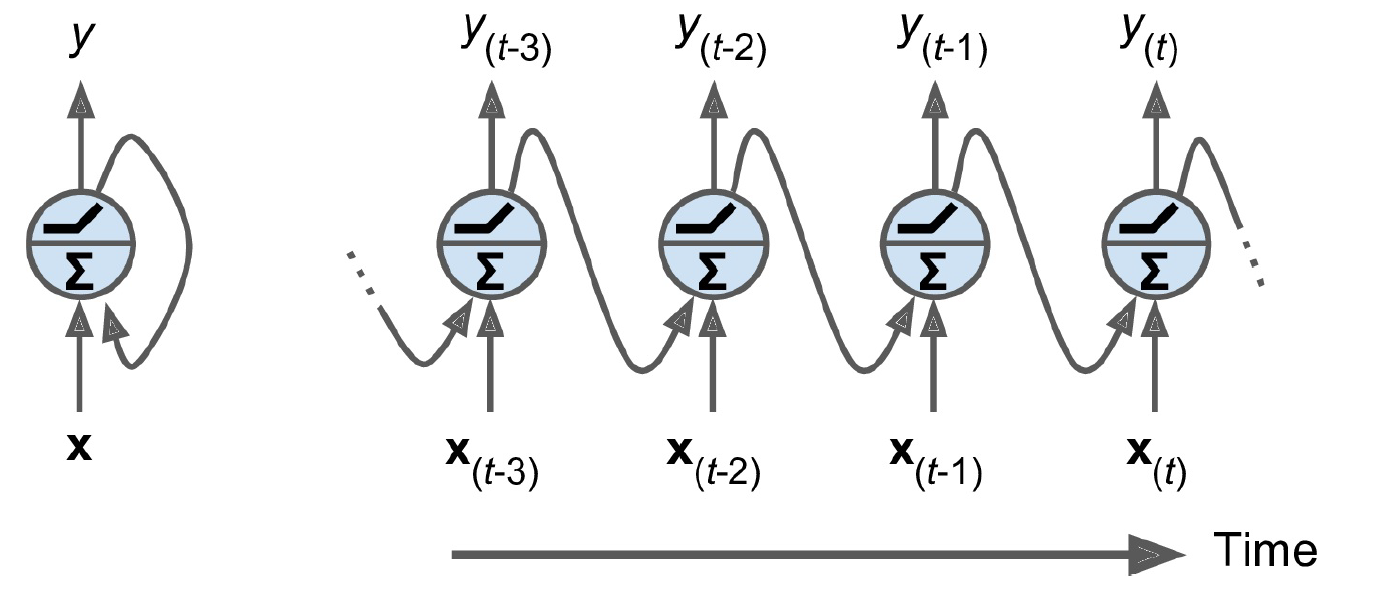 y y(t-3) y(t-2) y(t-1) y(t)
Σ Σ Σ Σ Σ
x x(t-3) x(t-2) x(t-1) x(t)
Time